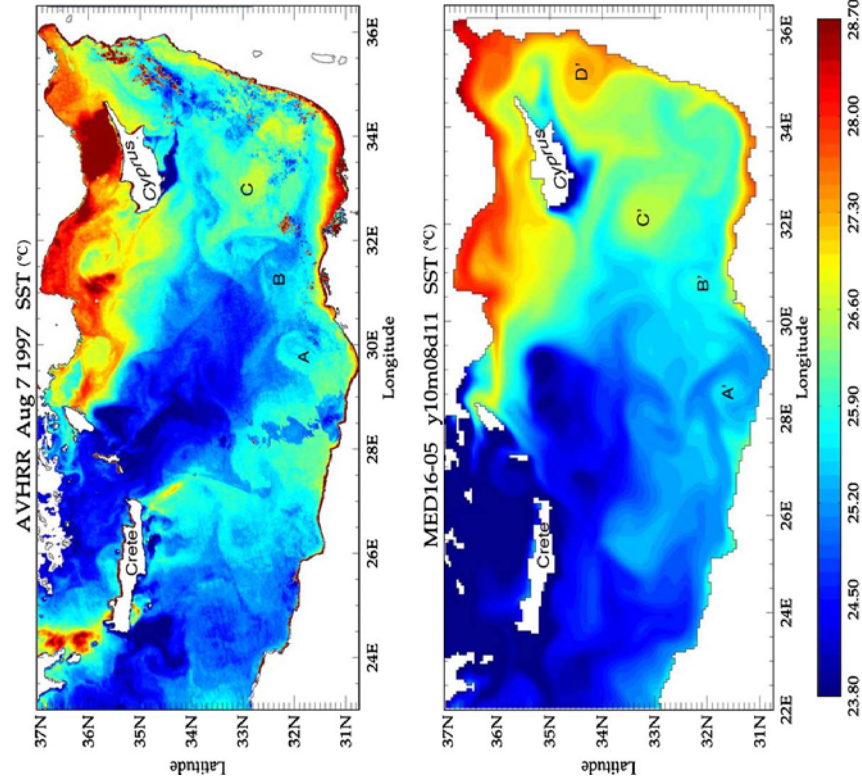 AVHRR Aug 7 1997 SST (°C)
37N
36N
35N
34N
33N
32N
31N
Latitude
24E
26E
28E
30E
32E
34E
36E
Longitude
Crete
Cyprus
A
B
C
MED16-05 y10m08d11 SST (°C)
37N
36N
35N
34N
33N
32N
31N
Latitude
22E
24E
26E
28E
30E
32E
34E
36E
Longitude
Crete
Cyprus
A'
B'
C'
D'
23.80
24.50
25.20
25.90
26.60
27.30
28.00
28.70